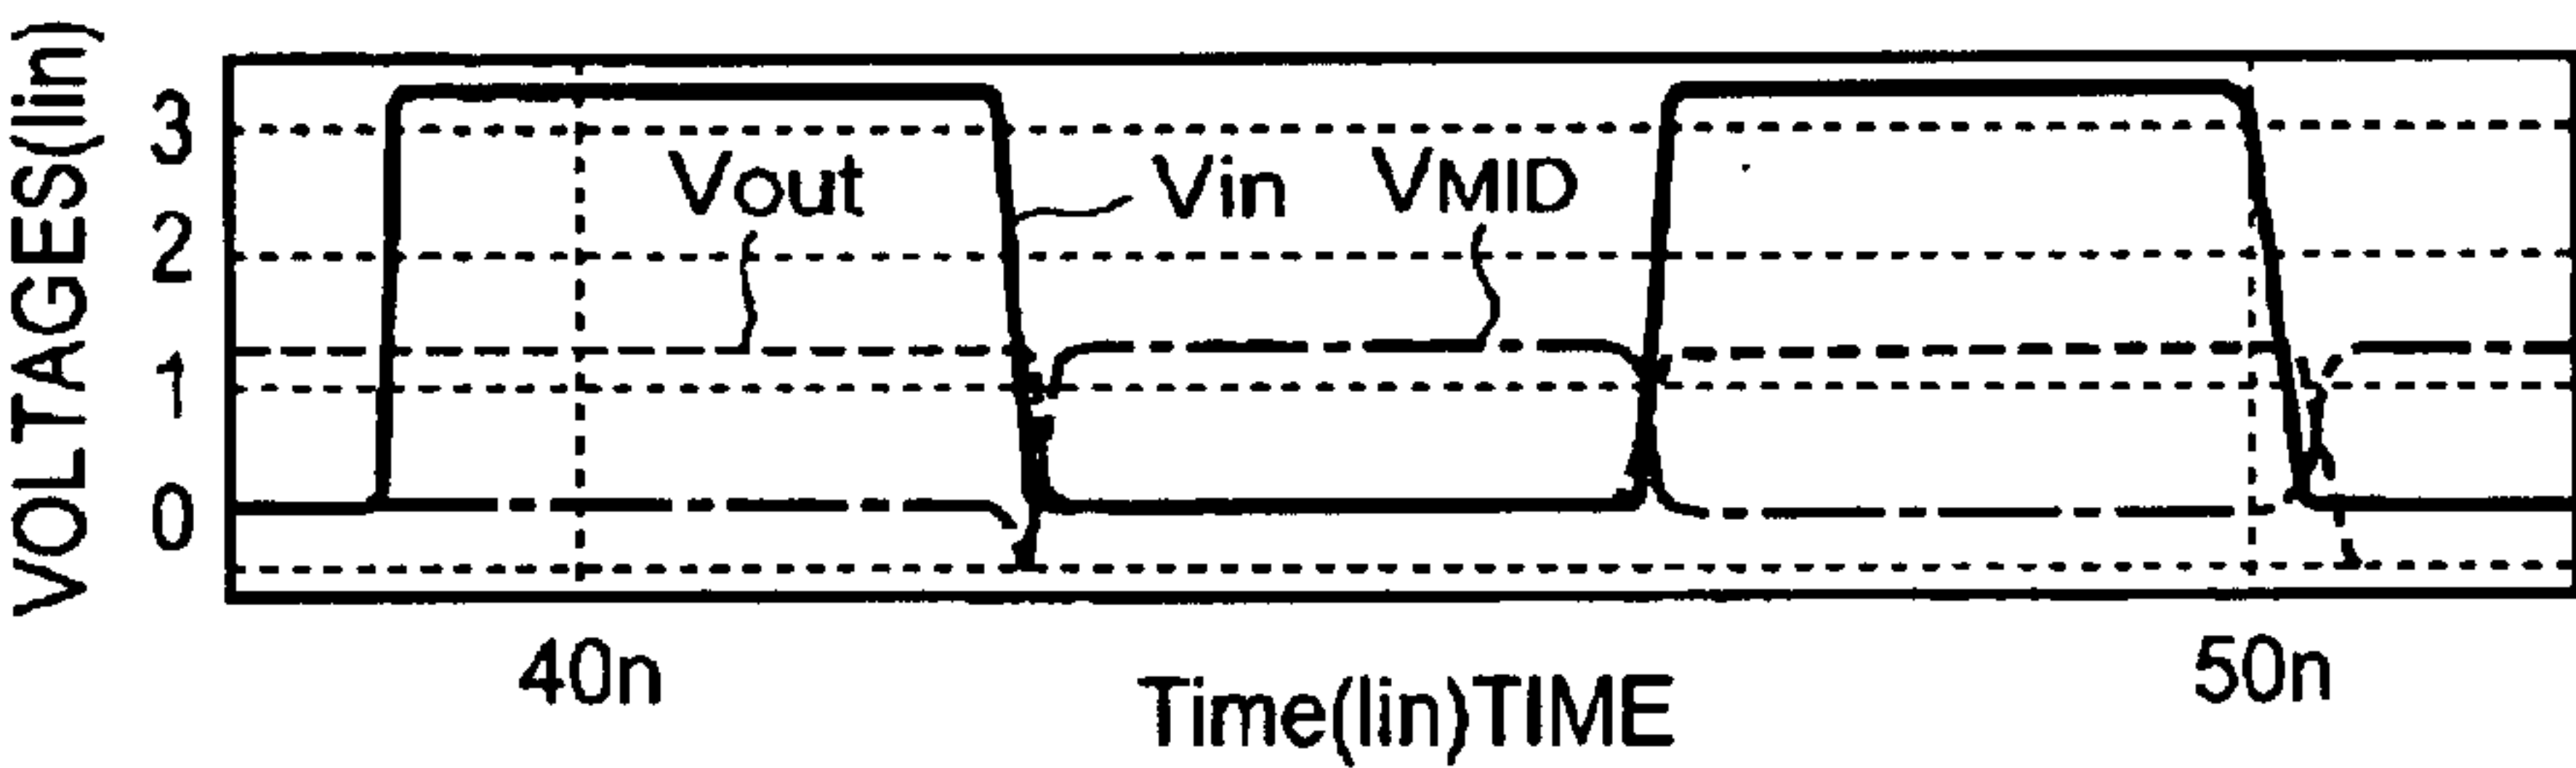 VOLTAGES(lin)
3
2
1
0
Vout
Vin
VMID
40n
50n
Time(lin)TIME